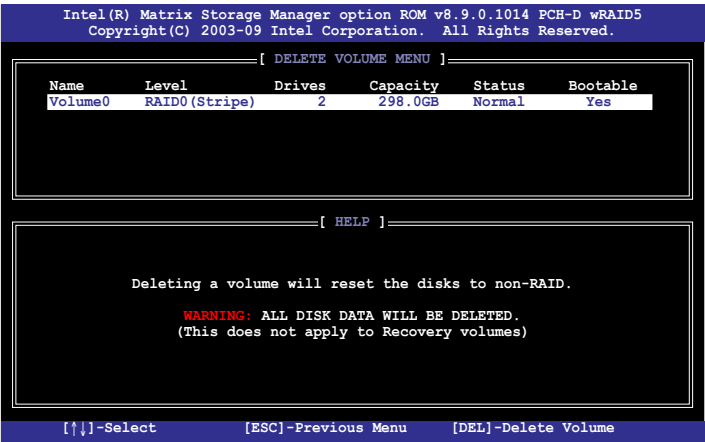 Intel(R) Matrix Storage Manager option ROM v8.9.0.1014 PCH-D wRAID5
Copyright(C) 2003-09 Intel Corporation.  All Rights Reserved.
[ DELETE VOLUME MENU ]
Name Level Drives Capacity Status Bootable
Volume0 RAID0(Stripe) 2 298.0GB Normal Yes
[ HELP ]
Deleting a volume will reset the disks to non-RAID.
WARNING: ALL DISK DATA WILL BE DELETED.
(This does not apply to Recovery volumes)
[↑↓]-Select [ESC]-Previous Menu [DEL]-Delete Volume